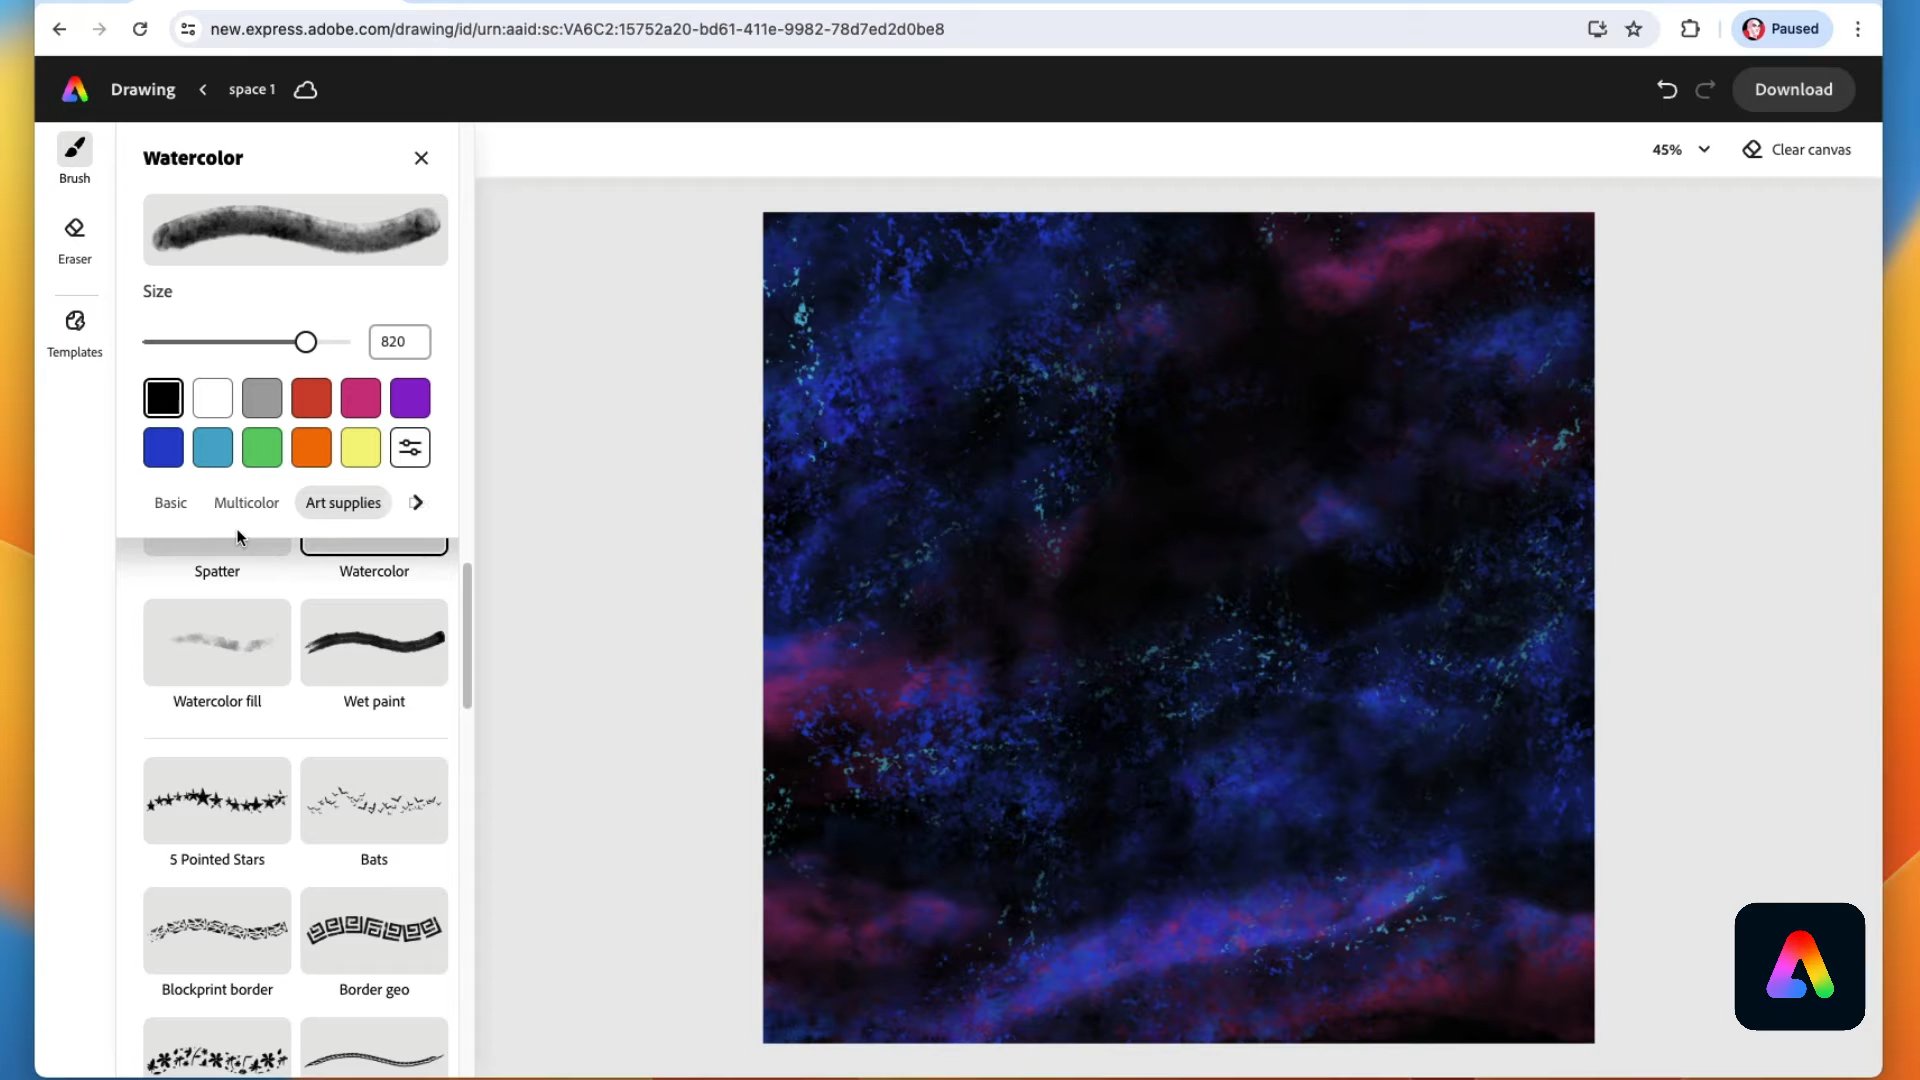 new.express.adobe.com/drawing/id/urn:aaid:sc:VA6C2:15752a20-bd61-411e-9982-78d7ed2d0be8
Paused
Drawing
space 1
Download
Brush
Eraser
Templates
Watercolor
Size
820
45%
Clear canvas
Basic
Multicolor
Art supplies
Spatter
Watercolor
Watercolor fill
Wet paint
5 Pointed Stars
Bats
Blockprint border
Border geo